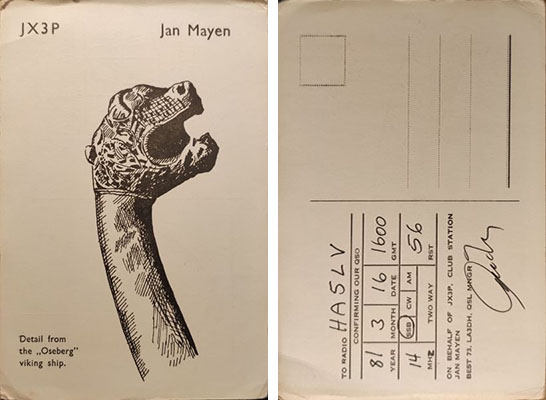 JX3P
Jan Mayen
Detail from
the „Oseberg"
viking ship.
TO RADIO HA5LV
CONFIRMING OUR QSO
81 3 16 1600
YEAR MONTH DATE GMT
14 SSB CW AM 56
MHZ TWO WAY RST
ON BEHALF OF JX3P, CLUB STATION
JAN MAYEN
BEST 73, LA3DH, QSL MNGR